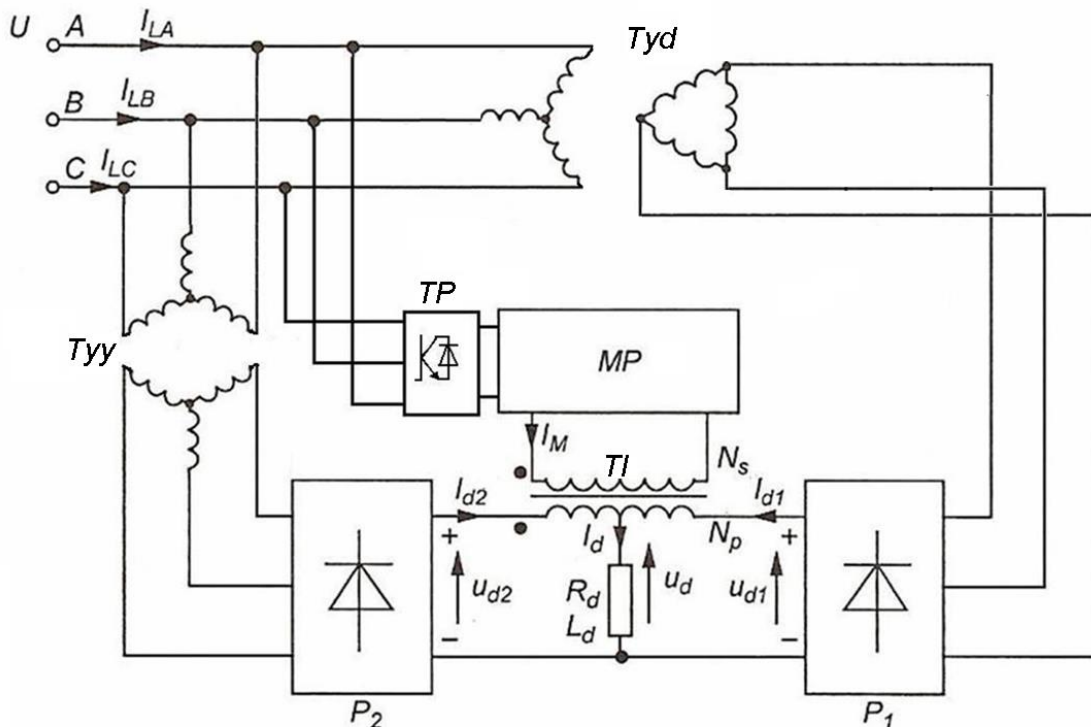 U A I_LA
Tyd
B I_LB
C I_LC
TP
Tyy
MP
I_M
TI N_s
I_d2 I_d1
+ I_d N_p +
u_d2 R_d u_d u_d1
− L_d −
P_2 P_1